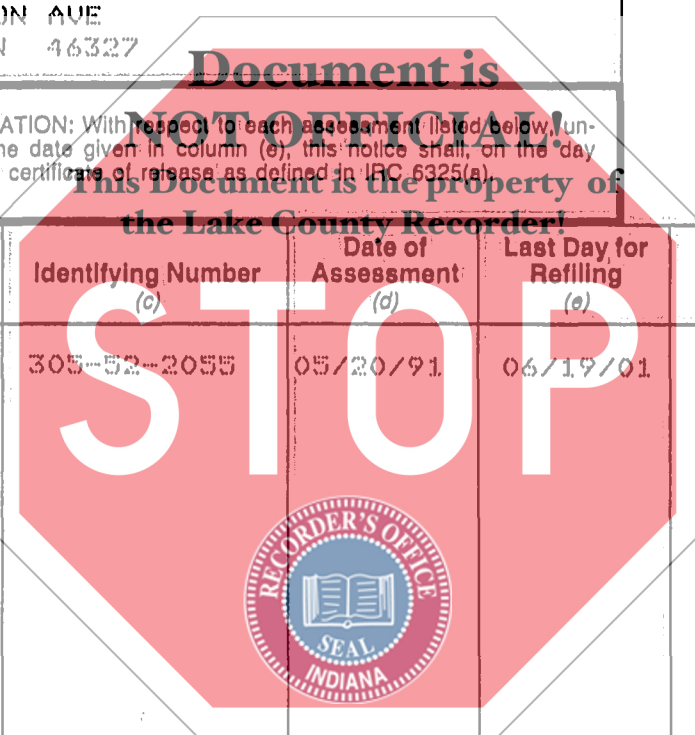 ON AVE
N 46327
Document is
NOT OFFICIAL!
This Document is the property of
the Lake County Recorder!
ATION: With respect to each assessment listed below, un-
ne date given in column (e), this notice shall, on the day
certificate of release as defined in IRC 6325(a).
Identifying Number
(c)
Date of
Assessment
(d)
Last Day for
Refiling
(e)
305-52-2055 05/20/91 06/19/01
STOP
RECORDER'S OFFICE
SEAL
INDIANA